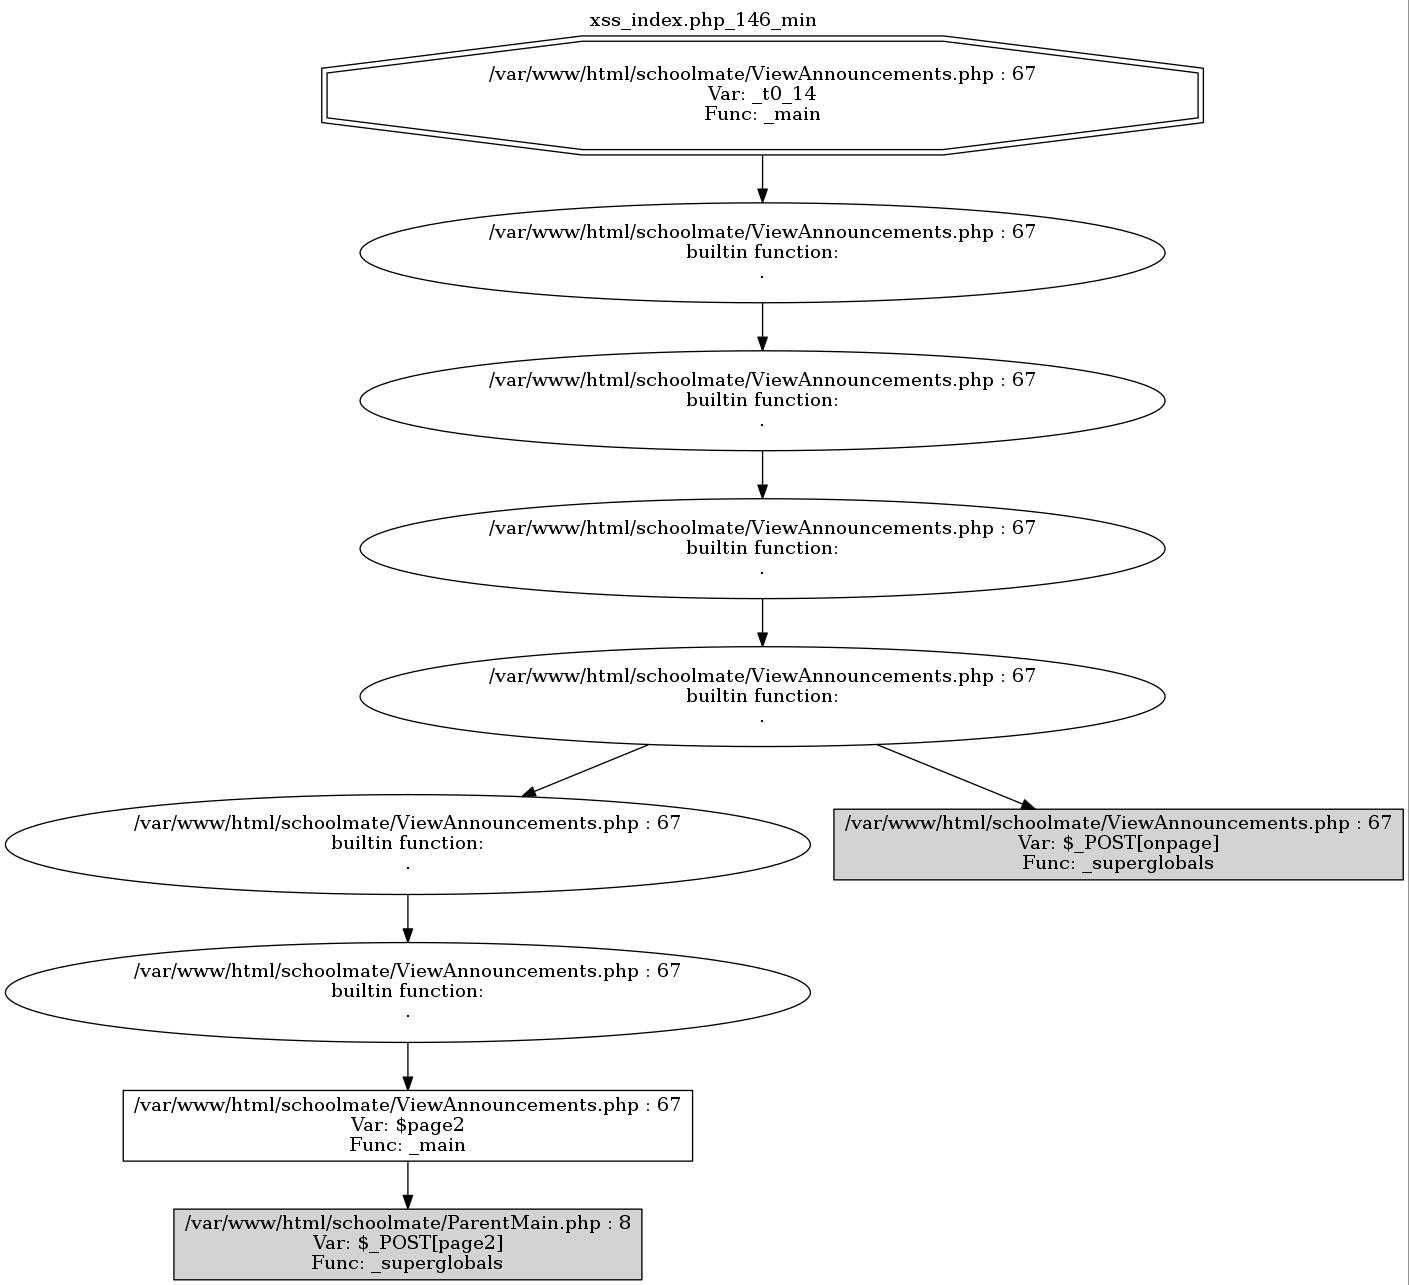 xss_index.php_146_min
/var/www/html/schoolmate/ViewAnnouncements.php : 67
Var: _t0_14
Func: _main
/var/www/html/schoolmate/ViewAnnouncements.php : 67
builtin function:
.
/var/www/html/schoolmate/ViewAnnouncements.php : 67
builtin function:
.
/var/www/html/schoolmate/ViewAnnouncements.php : 67
builtin function:
.
/var/www/html/schoolmate/ViewAnnouncements.php : 67
builtin function:
.
/var/www/html/schoolmate/ViewAnnouncements.php : 67
builtin function:
.
/var/www/html/schoolmate/ViewAnnouncements.php : 67
Var: $_POST[onpage]
Func: _superglobals
/var/www/html/schoolmate/ViewAnnouncements.php : 67
builtin function:
.
/var/www/html/schoolmate/ViewAnnouncements.php : 67
Var: $page2
Func: _main
/var/www/html/schoolmate/ParentMain.php : 8
Var: $_POST[page2]
Func: _superglobals